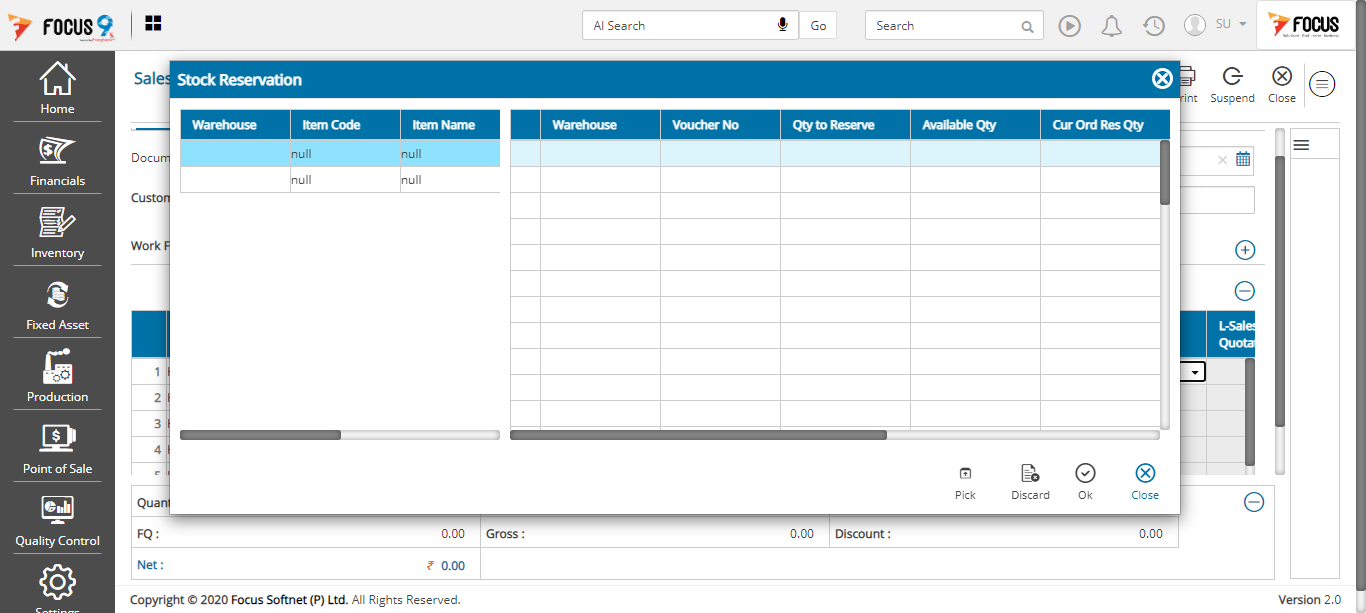 FOCUS 9
AI Search
Go
Search
SU
FOCUS
Home
Financials
Inventory
Fixed Asset
Production
Point of Sale
Quality Control
Settings
Sales
rint
Suspend
Close
Stock Reservation
Warehouse Item Code Item Name
null null
null null
Warehouse Voucher No Qty to Reserve Available Qty Cur Ord Res Qty
Docum
Custom
Work F
L-Sales
Quotat
1
2
3
4
5
Pick
Discard
Ok
Close
Quant
FQ : 0.00 Gross : 0.00 Discount : 0.00
Net : ₹ 0.00
Copyright © 2020 Focus Softnet (P) Ltd. All Rights Reserved.
Version 2.0